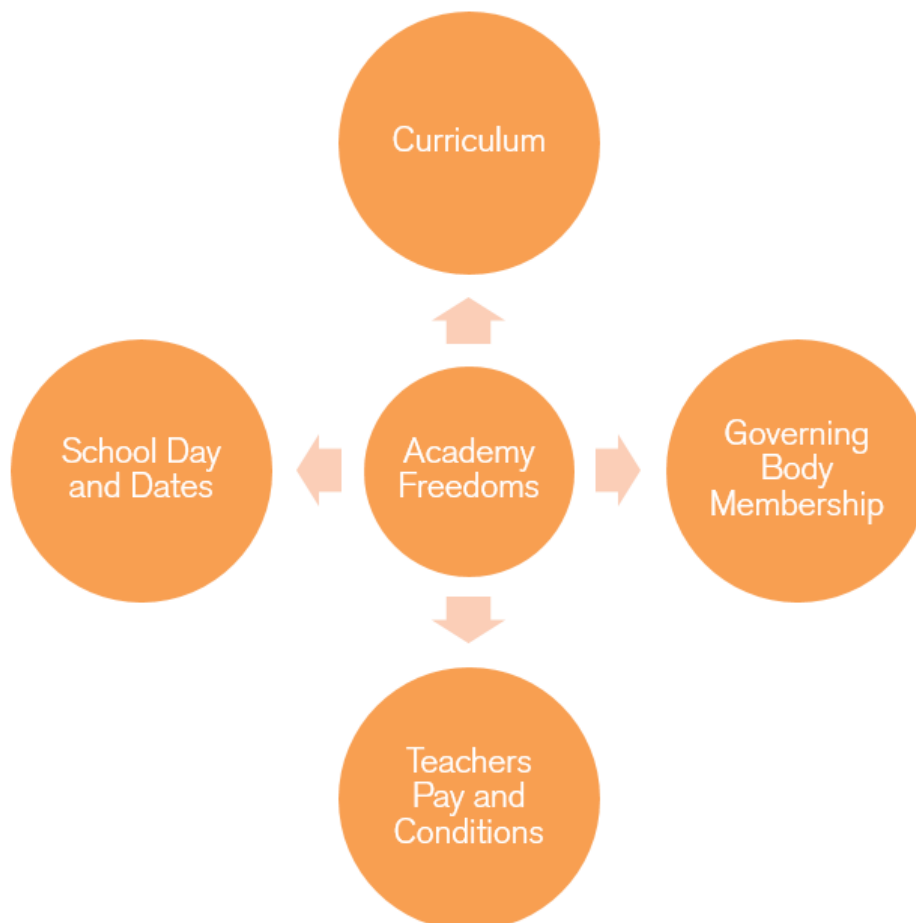 Curriculum
School Day
and Dates
Academy
Freedoms
Governing
Body
Membership
Teachers
Pay and
Conditions